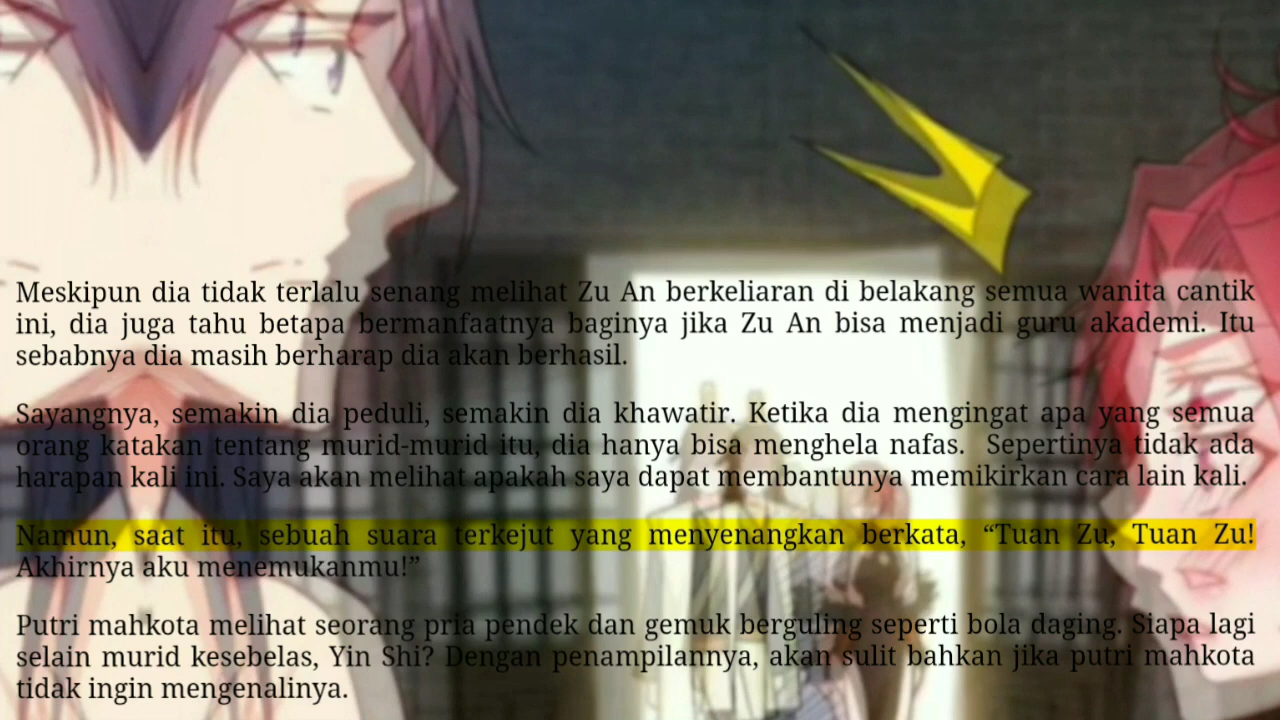 Meskipun dia tidak terlalu senang melihat Zu An berkeliaran di belakang semua wanita cantik
ini, dia juga tahu betapa bermanfaatnya baginya jika Zu An bisa menjadi guru akademi. Itu
sebabnya dia masih berharap dia akan berhasil.
Sayangnya, semakin dia peduli, semakin dia khawatir. Ketika dia mengingat apa yang semua
orang katakan tentang murid-murid itu, dia hanya bisa menghela nafas.  Sepertinya tidak ada
harapan kali ini. Saya akan melihat apakah saya dapat membantunya memikirkan cara lain kali.
Namun, saat itu, sebuah suara terkejut yang menyenangkan berkata, “Tuan Zu, Tuan Zu!
Akhirnya aku menemukanmu!”
Putri mahkota melihat seorang pria pendek dan gemuk berguling seperti bola daging. Siapa lagi
selain murid kesebelas, Yin Shi? Dengan penampilannya, akan sulit bahkan jika putri mahkota
tidak ingin mengenalinya.